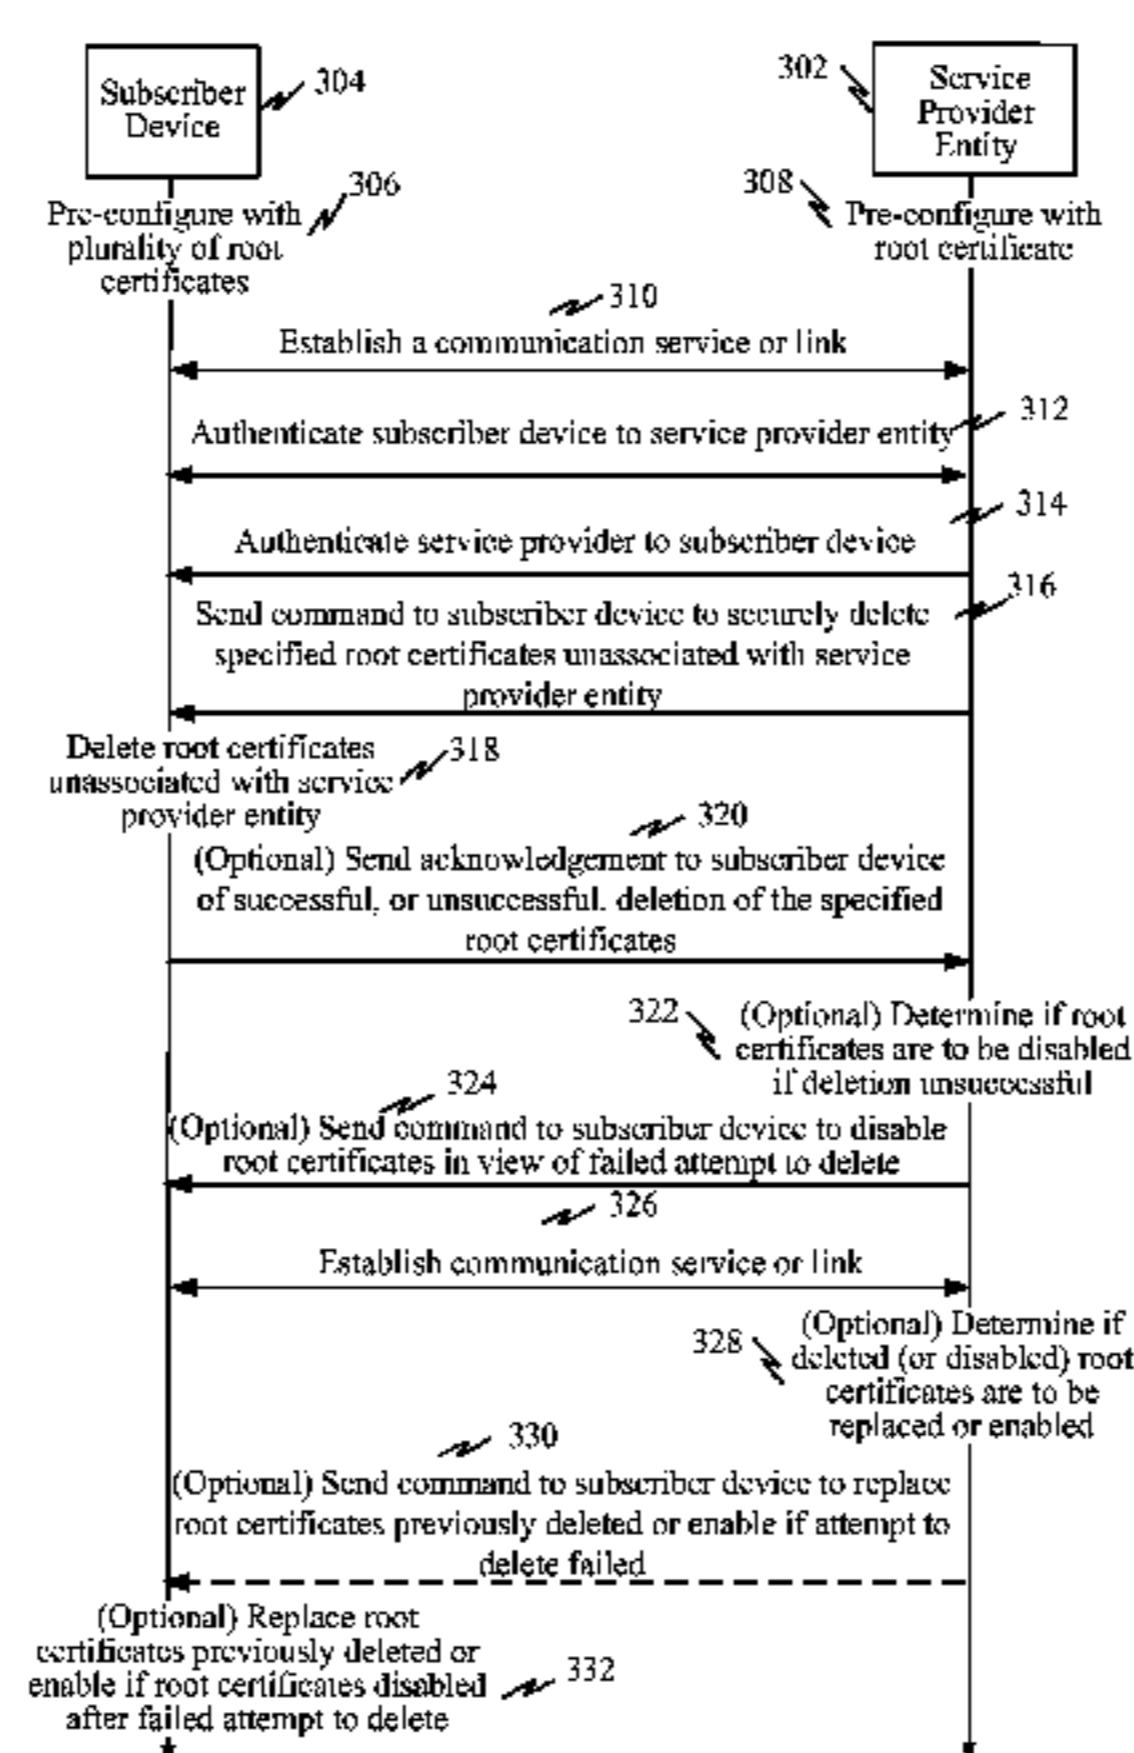 Subscriber
Device
304
302
Service
Provider
Entity
306
Pre-configure with
plurality of root
certificates
308
Pre-configure with
root certificate
310
Establish a communication service or link
312
Authenticate subscriber device to service provider entity
314
Authenticate service provider to subscriber device
316
Send command to subscriber device to securely delete
specified root certificates unassociated with service
provider entity
Delete root certificates
unassociated with service
provider entity
318
320
(Optional) Send acknowledgement to subscriber device
of successful, or unsuccessful, deletion of the specified
root certificates
322
(Optional) Determine if root
certificates are to be disabled
if deletion unsuccessful
324
(Optional) Send command to subscriber device to disable
root certificates in view of failed attempt to delete
326
Establish communication service or link
328
(Optional) Determine if
deleted (or disabled) root
certificates are to be
replaced or enabled
330
(Optional) Send command to subscriber device to replace
root certificates previously deleted or enable if attempt to
delete failed
(Optional) Replace root
certificates previously deleted or
enable if root certificates disabled
after failed attempt to delete
332